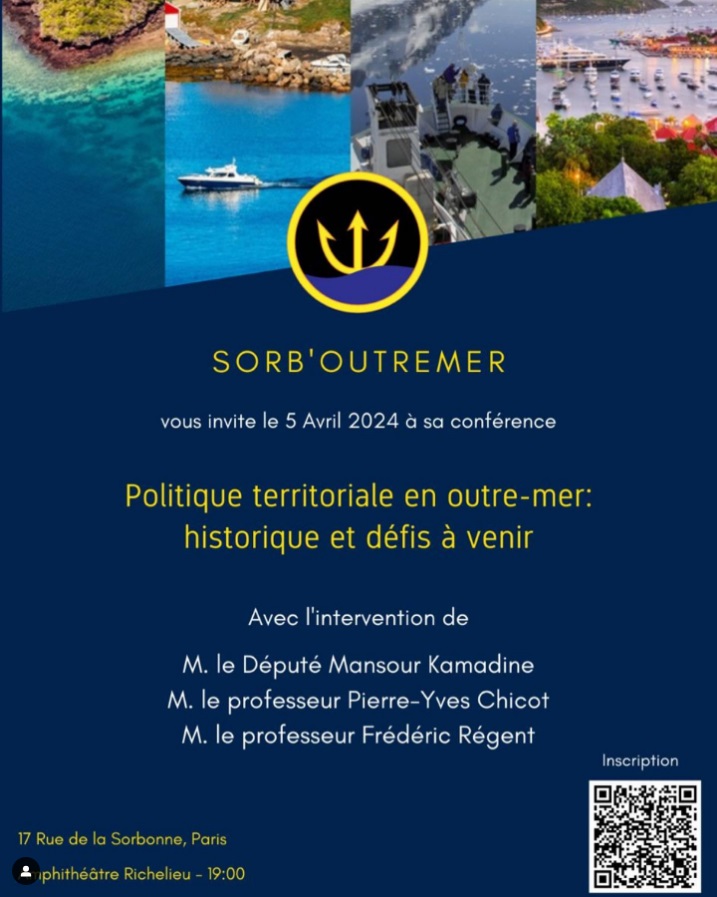 SORB'OUTREMER
vous invite le 5 Avril 2024 à sa conférence
Politique territoriale en outre-mer:
historique et défis à venir
Avec l'intervention de
M. le Député Mansour Kamadine
M. le professeur Pierre-Yves Chicot
M. le professeur Frédéric Régent
Inscription
17 Rue de la Sorbonne, Paris
mphithéâtre Richelieu - 19:00